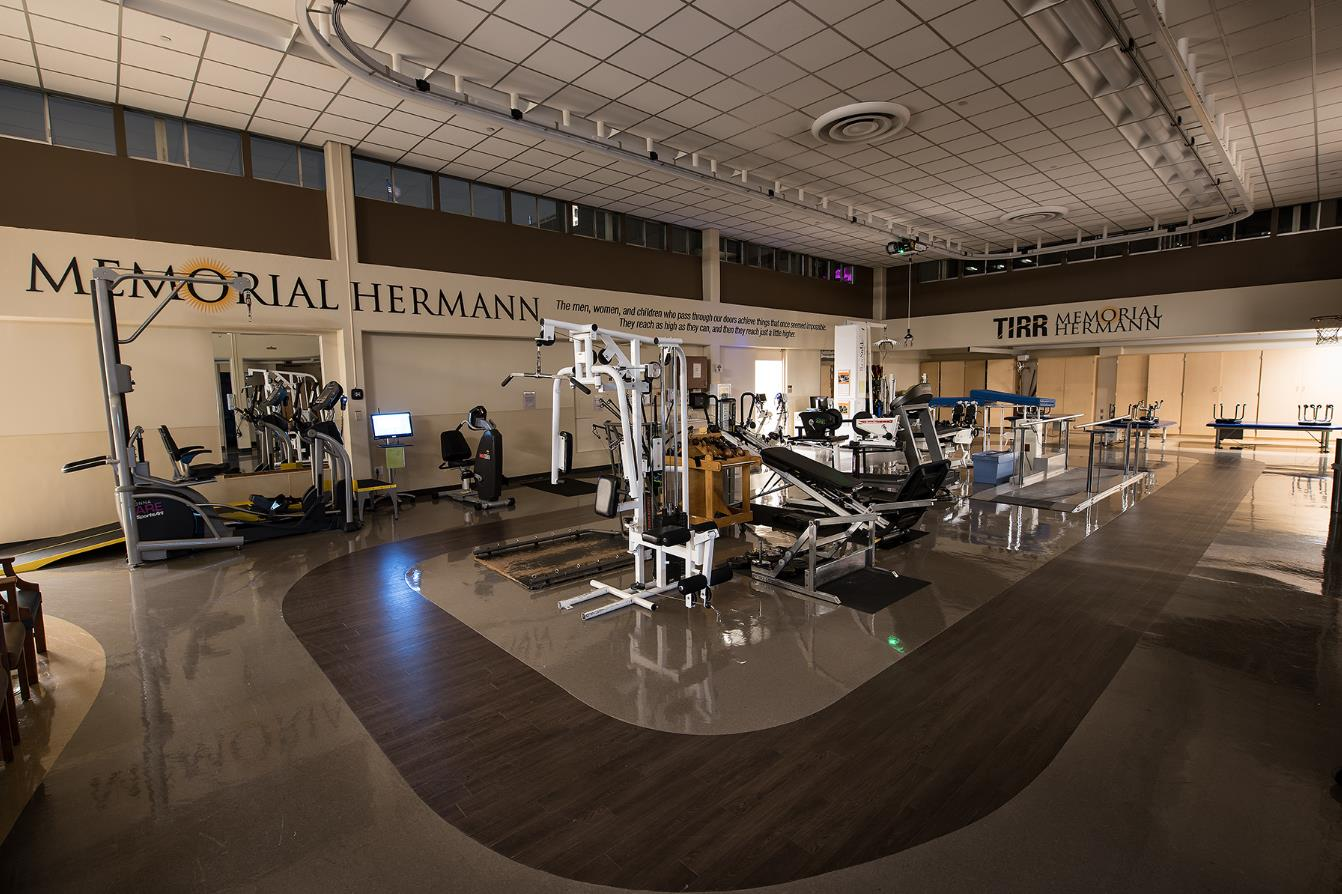 MEMORIAL HERMANN
The men, women, and children who pass through our doors achieve things that once seemed impossible.
They reach as high as they can, and then they reach just a little higher.
TIRR MEMORIAL
HERMANN
SportsArt